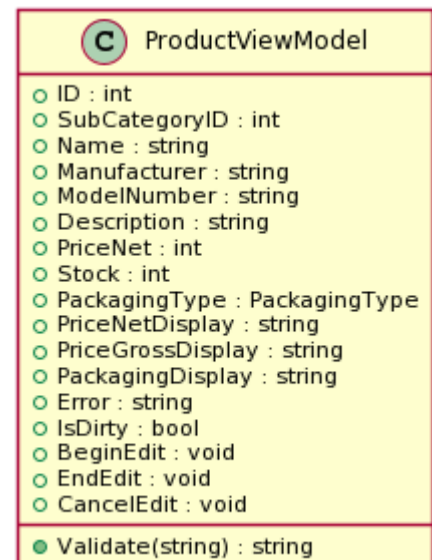 C ProductViewModel
ID : int
SubCategoryID : int
Name : string
Manufacturer : string
ModelNumber : string
Description : string
PriceNet : int
Stock : int
PackagingType : PackagingType
PriceNetDisplay : string
PriceGrossDisplay : string
PackagingDisplay : string
Error : string
IsDirty : bool
BeginEdit : void
EndEdit : void
CancelEdit : void
Validate(string) : string